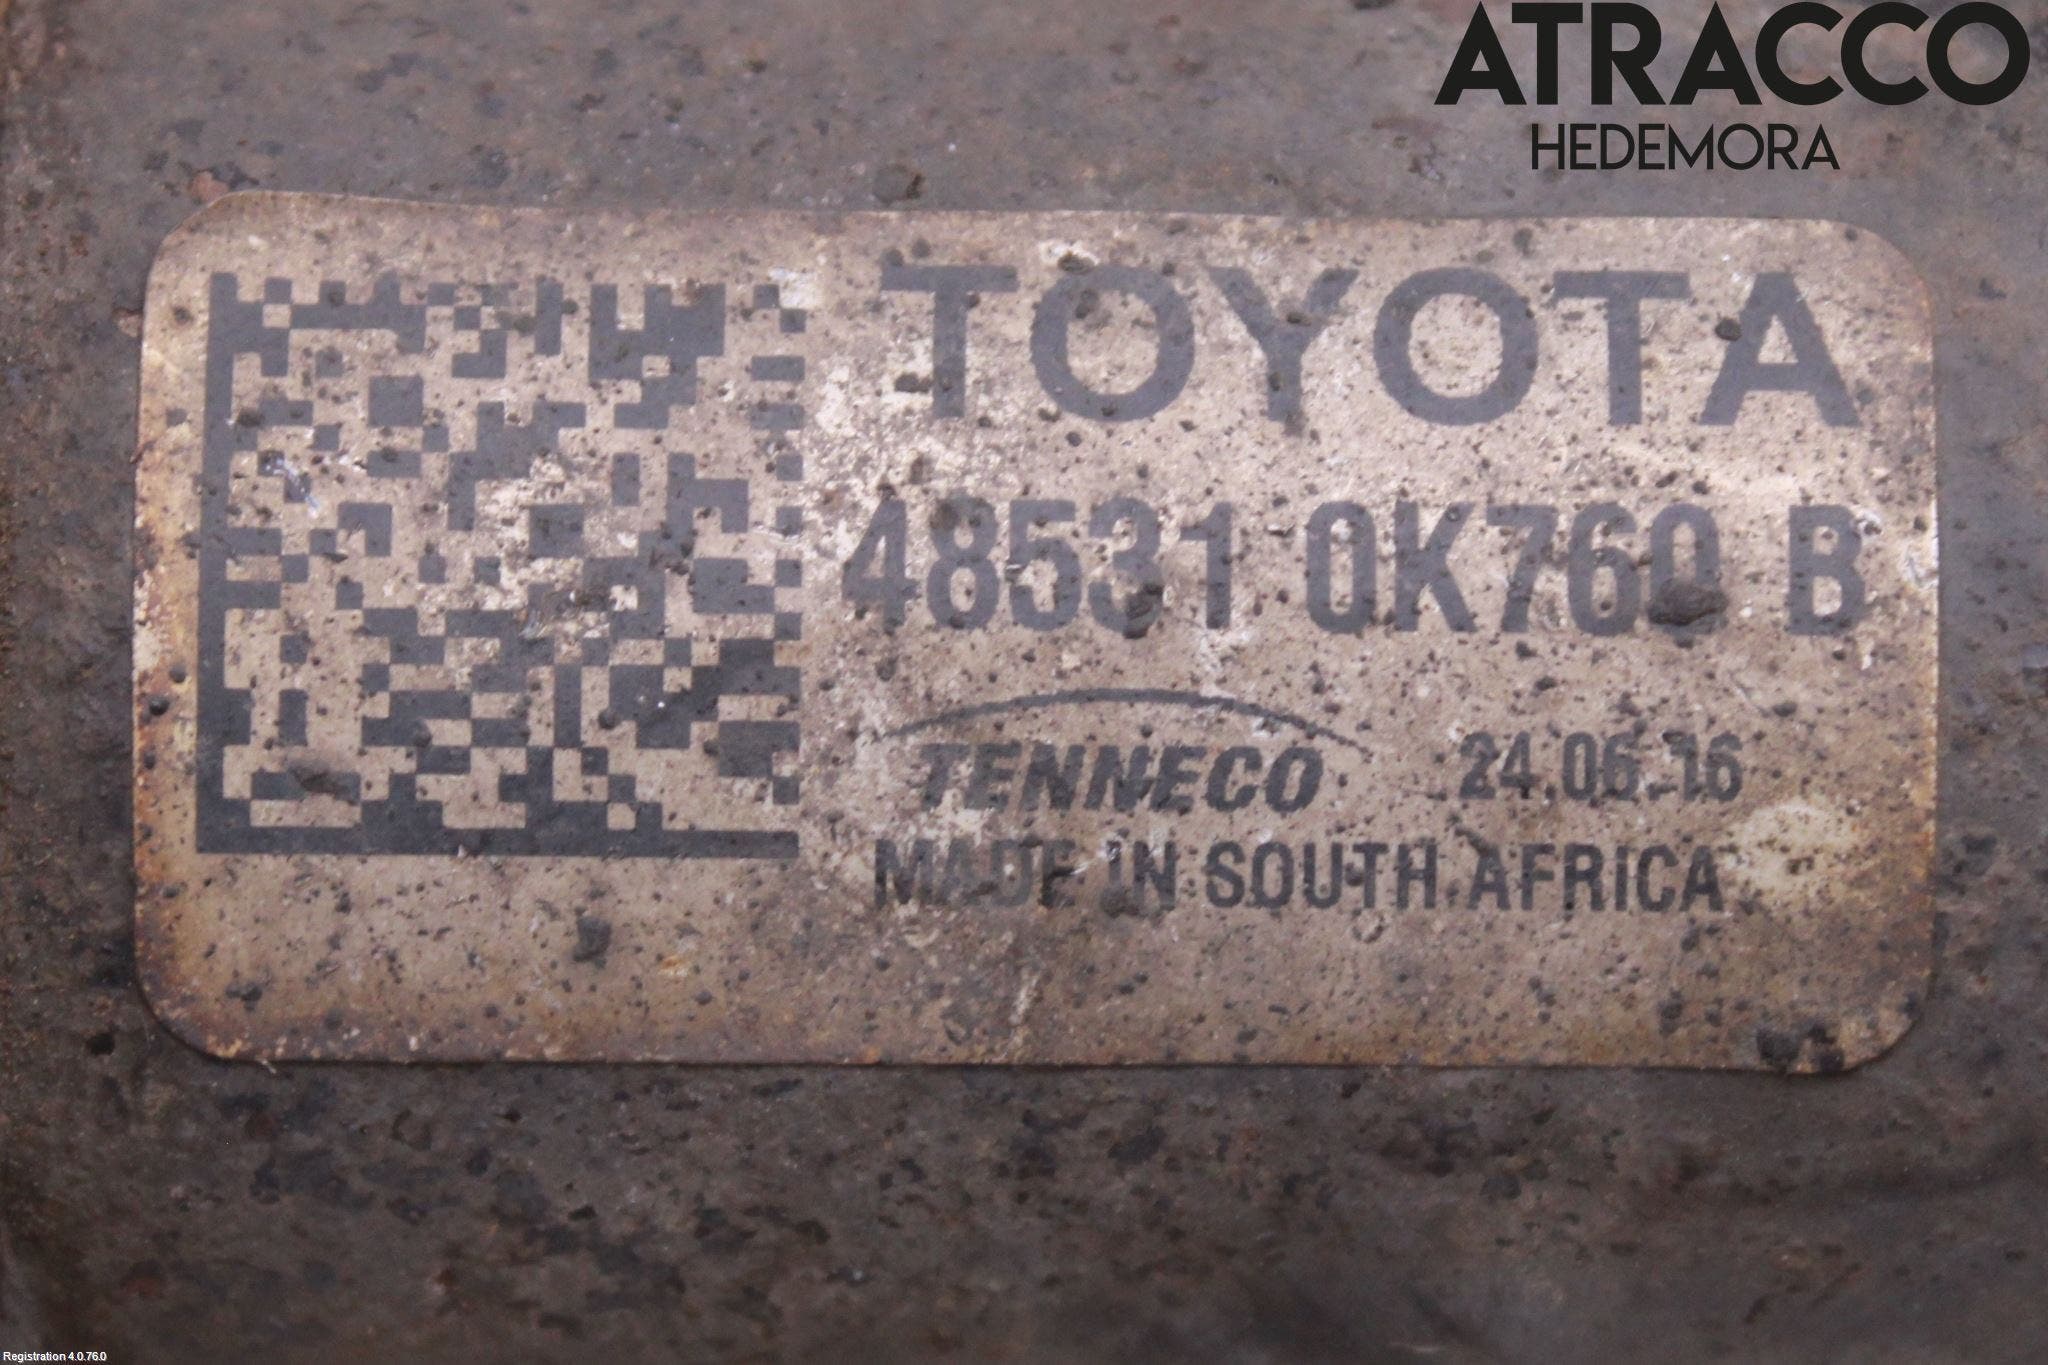 ATRACCO
HEDEMORA
TOYOTA
48531 0K760 B
TENNECO 24.06.16
MADE IN SOUTH AFRICA
Registration 4.0.76.0